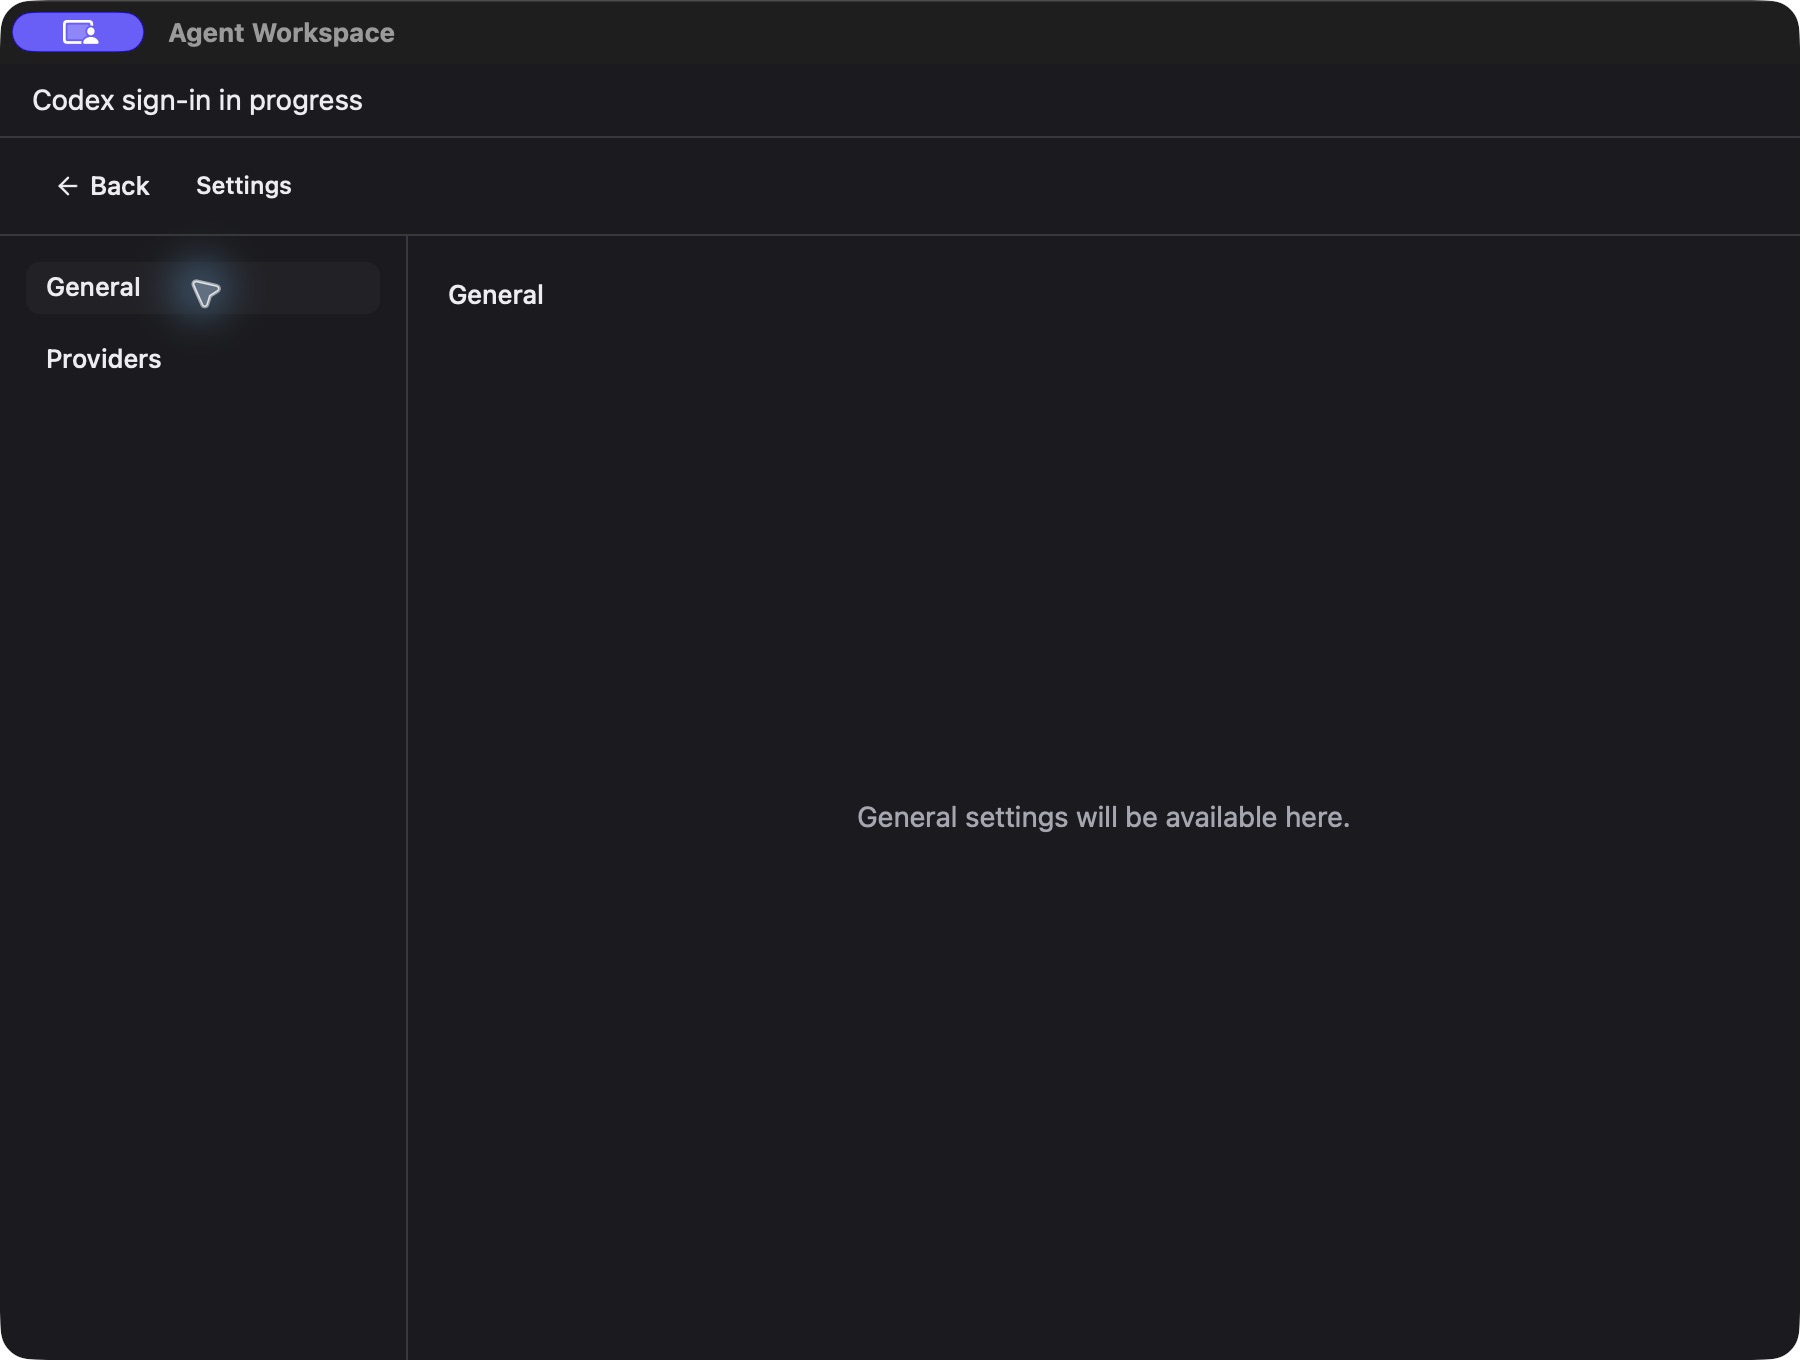 Agent Workspace
Codex sign-in in progress
← Back Settings
General
Providers
General
General settings will be available here.